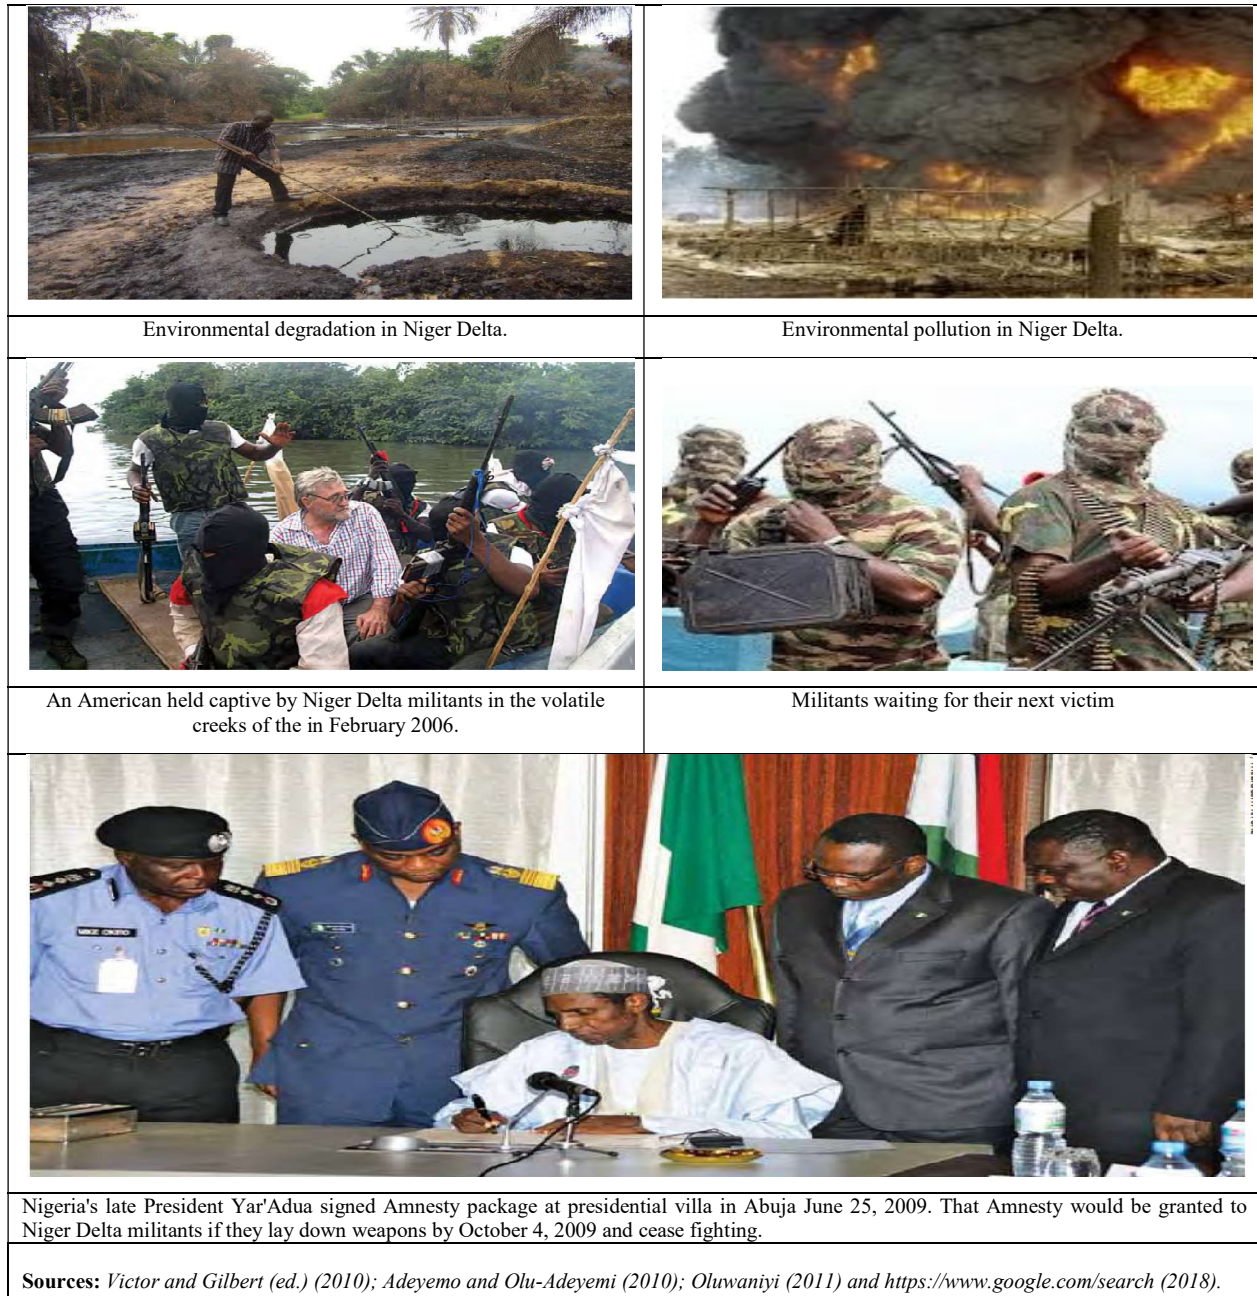 Environmental degradation in Niger Delta.
Environmental pollution in Niger Delta.
An American held captive by Niger Delta militants in the volatile
creeks of the in February 2006.
Militants waiting for their next victim
MIKE OKIRO
Nigeria's late President Yar'Adua signed Amnesty package at presidential villa in Abuja June 25, 2009. That Amnesty would be granted to
Niger Delta militants if they lay down weapons by October 4, 2009 and cease fighting.
Sources: Victor and Gilbert (ed.) (2010); Adeyemo and Olu-Adeyemi (2010); Oluwaniyi (2011) and https://www.google.com/search (2018).